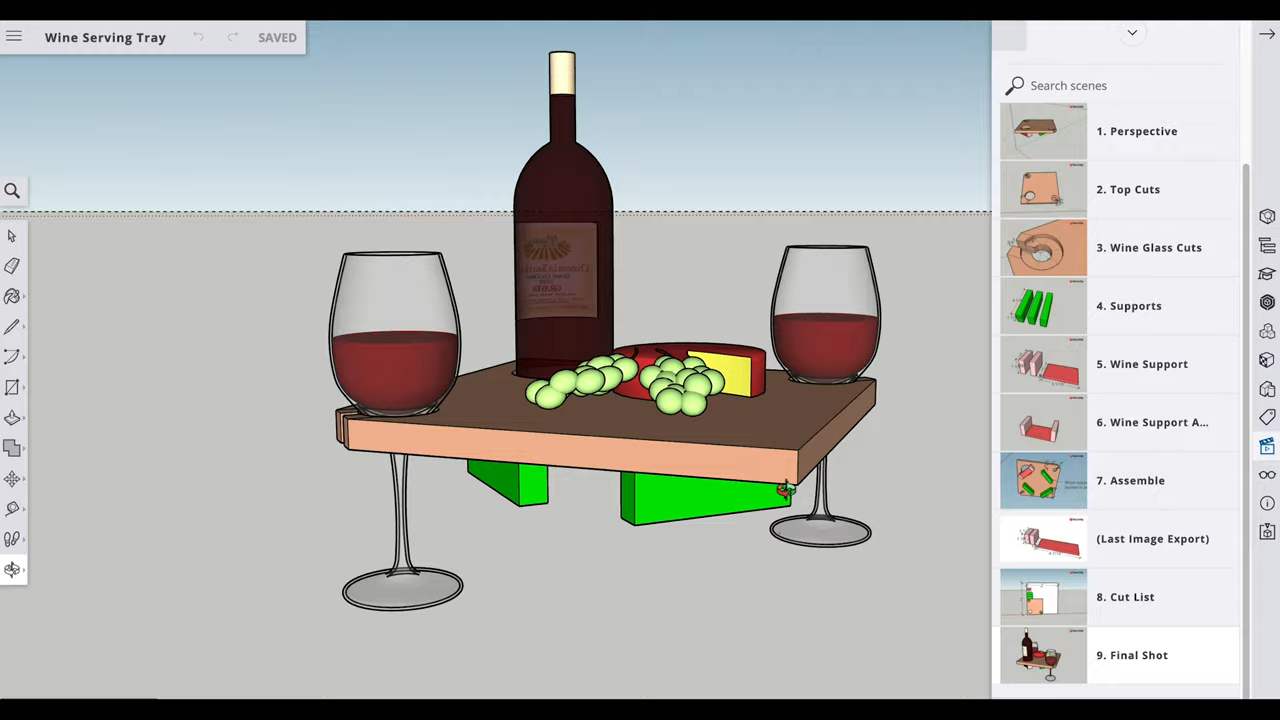 Wine Serving Tray
SAVED
Search scenes
1. Perspective
2. Top Cuts
3. Wine Glass Cuts
4. Supports
5. Wine Support
6. Wine Support A...
7. Assemble
(Last Image Export)
8. Cut List
9. Final Shot